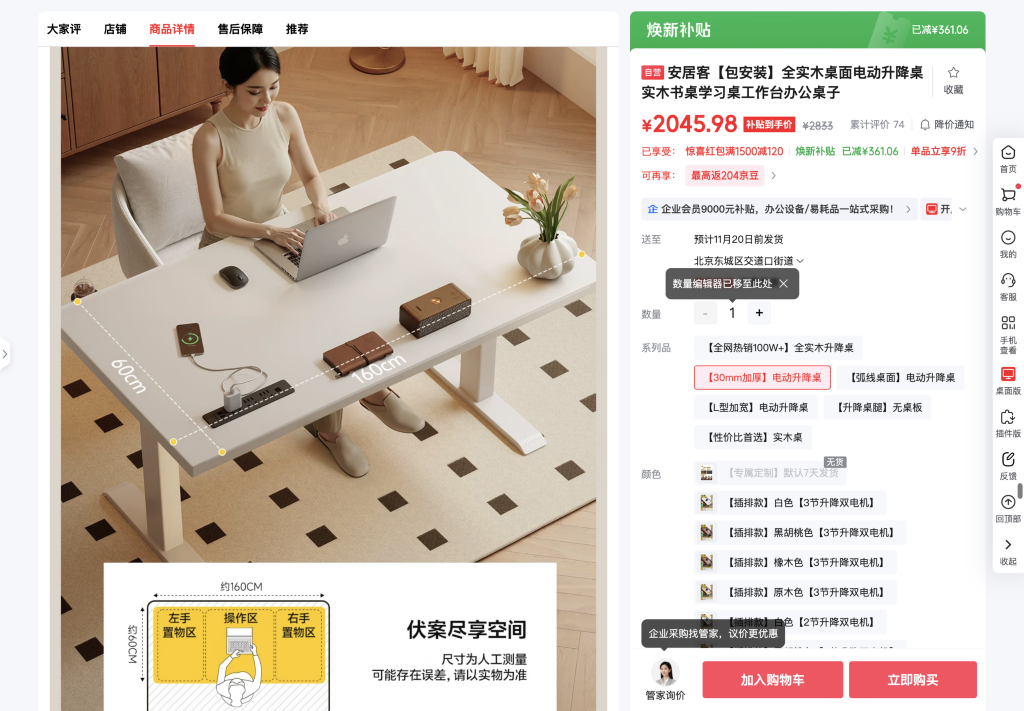 大家评 店铺 商品详情 售后保障 推荐
60cm
160cm
约160CM
约60CM
左手
置物区
操作区
右手
置物区
伏案尽享空间
尺寸为人工测量
可能存在误差, 请以实物为准
焕新补贴 已减¥361.06
自营 安居客【包安装】全实木桌面电动升降桌
实木书桌学习桌工作台办公桌子
收藏
¥2045.98 补贴到手价 ¥2833 累计评价 74 降价通知
已享受: 惊喜红包满1500减120 焕新补贴 已减¥361.06 单品立享9折
可再享: 最高返204京豆
企业会员9000元补贴，办公设备/易耗品一站式采购！ 开.
送至 预计11月20日前发货
北京东城区交道口街道
数量编辑器已移至此处
数量 - 1 +
系列品 【全网热销100W+】全实木升降桌
【30mm加厚】电动升降桌 【弧线桌面】电动升降桌
【L型加宽】电动升降桌 【升降桌腿】无桌板
【性价比首选】实木桌
颜色 【专属定制】默认7天发货 无货
【插排款】白色【3节升降双电机】
【插排款】黑胡桃色【3节升降双电机】
【插排款】橡木色【3节升降双电机】
【插排款】原木色【3节升降双电机】
【插排款】白色【2节升降双电机】
企业采购找管家，议价更优惠
管家询价 加入购物车 立即购买
首页
购物车
我的
客服
手机
查看
桌面版
插件版
反馈
回顶部
收起